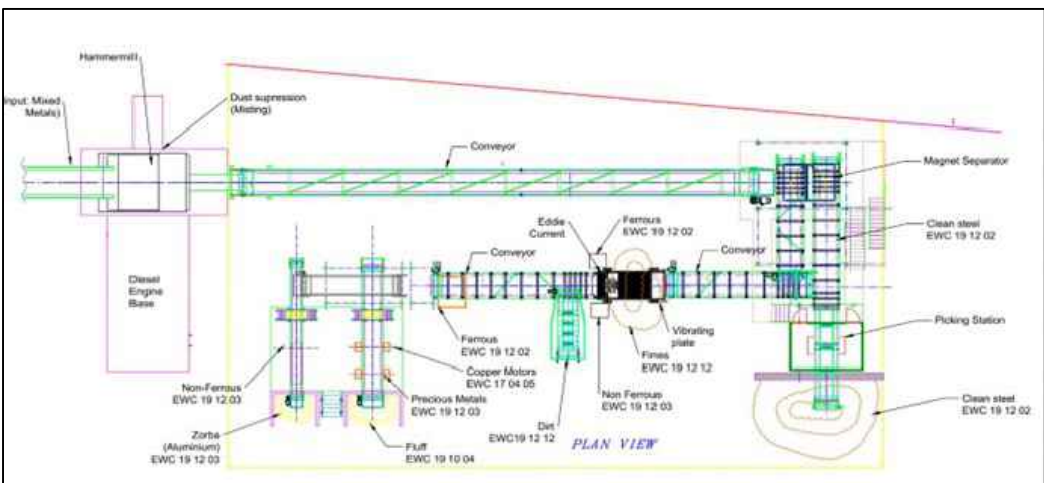 Hammermill
Input: Mixed
Metals)
Dust supression
(Misting)
Conveyor
Magnet Separator
Clean steel
EWC 19 12 02
Eddie
Current
Ferrous
EWC 19 12 02
Conveyor
Conveyor
Diesel
Engine
Base
Picking Station
Vibrating
plate
Ferrous
EWC 19 12 02
Fines
EWC 19 12 12
Copper Motors
EWC 17 04 05
Non-Ferrous
EWC 19 12 03
Precious Metals
EWC 19 12 03
Non Ferrous
EWC 19 12 03
Clean steel
EWC 19 12 02
Dirt
EWC19 12 12
Zorba
(Aluminium)
EWC 19 12 03
Fluff
EWC 19 10 04
PLAN VIEW